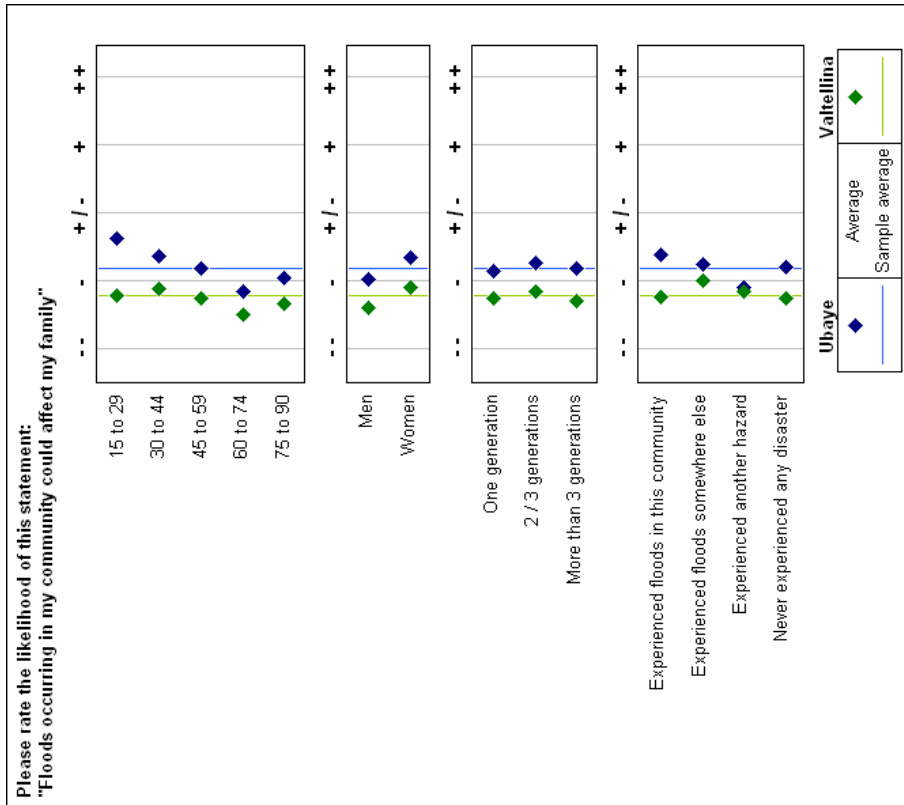 Please rate the likelihood of this statement:
"Floods occurring in my community could affect my family"
- - - + / - + + +
15 to 29
30 to 44
45 to 59
60 to 74
75 to 90
- - - + / - + + +
Men
Women
- - - + / - + + +
One generation
2 / 3 generations
More than 3 generations
- - - + / - + + +
Experienced floods in this community
Experienced floods somewhere else
Experienced another hazard
Never experienced any disaster
Ubaye Valtellina
Average
Sample average